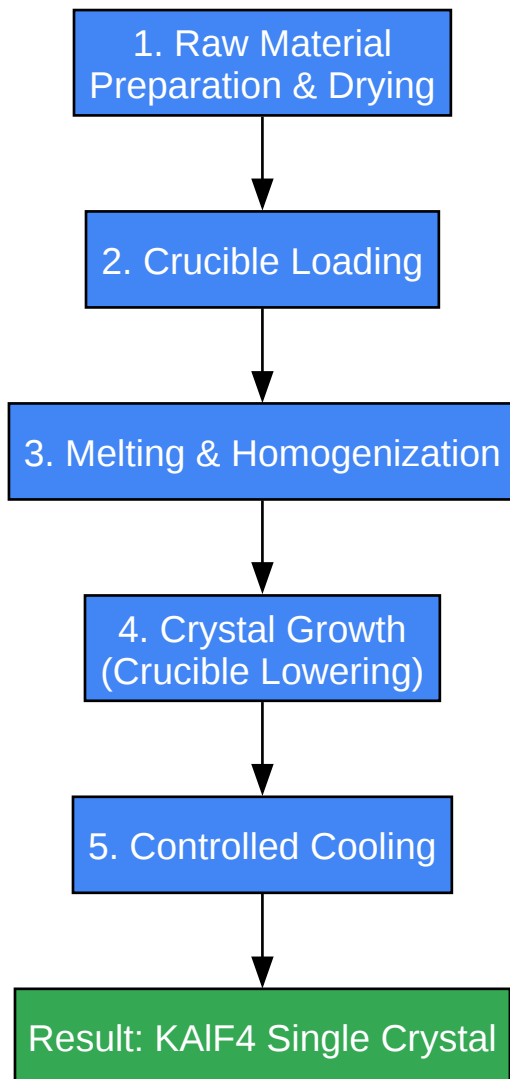 1. Raw Material
Preparation & Drying
2. Crucible Loading
3. Melting & Homogenization
4. Crystal Growth
(Crucible Lowering)
5. Controlled Cooling
Result: KAlF4 Single Crystal